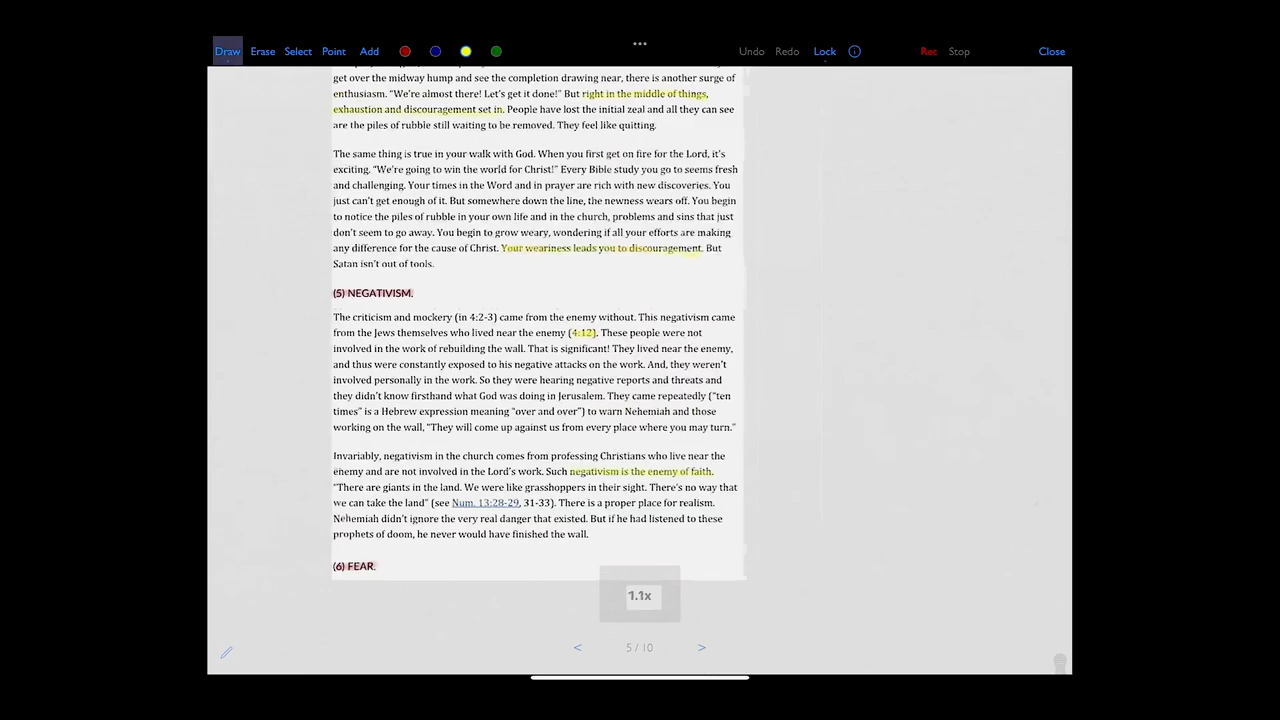 Draw Erase Select Point Add Undo Redo Lock Rec Stop Close
get over the midway hump and see the completion drawing near, there is another surge of
enthusiasm. "We're almost there! Let's get it done!" But right in the middle of things,
exhaustion and discouragement set in. People have lost the initial zeal and all they can see
are the piles of rubble still waiting to be removed. They feel like quitting.
The same thing is true in your walk with God. When you first get on fire for the Lord, it's
exciting. "We're going to win the world for Christ!" Every Bible study you go to seems fresh
and challenging. Your times in the Word and in prayer are rich with new discoveries. You
just can't get enough of it. But somewhere down the line, the newness wears off. You begin
to notice the piles of rubble in your own life and in the church, problems and sins that just
don't seem to go away. You begin to grow weary, wondering if all your efforts are making
any difference for the cause of Christ. Your weariness leads you to discouragement. But
Satan isn't out of tools.
(5) NEGATIVISM.
The criticism and mockery (in 4:2-3) came from the enemy without. This negativism came
from the Jews themselves who lived near the enemy (4:12). These people were not
involved in the work of rebuilding the wall. That is significant! They lived near the enemy,
and thus were constantly exposed to his negative attacks on the work. And, they weren't
involved personally in the work. So they were hearing negative reports and threats and
they didn't know firsthand what God was doing in Jerusalem. They came repeatedly ("ten
times" is a Hebrew expression meaning "over and over") to warn Nehemiah and those
working on the wall, "They will come up against us from every place where you may turn."
Invariably, negativism in the church comes from professing Christians who live near the
enemy and are not involved in the Lord's work. Such negativism is the enemy of faith.
"There are giants in the land. We were like grasshoppers in their sight. There's no way that
we can take the land" (see Num. 13:28-29, 31-33). There is a proper place for realism.
Nehemiah didn't ignore the very real danger that existed. But if he had listened to these
prophets of doom, he never would have finished the wall.
(6) FEAR.
1.1x
< 5 / 10 >